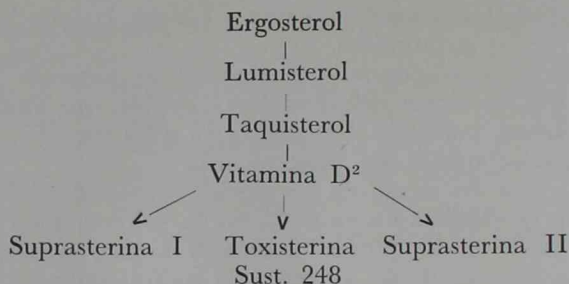 Ergosterol
Lumisterol
Taquisterol
Vitamina D²
Suprasterina I Toxisterina Suprasterina II
Sust. 248